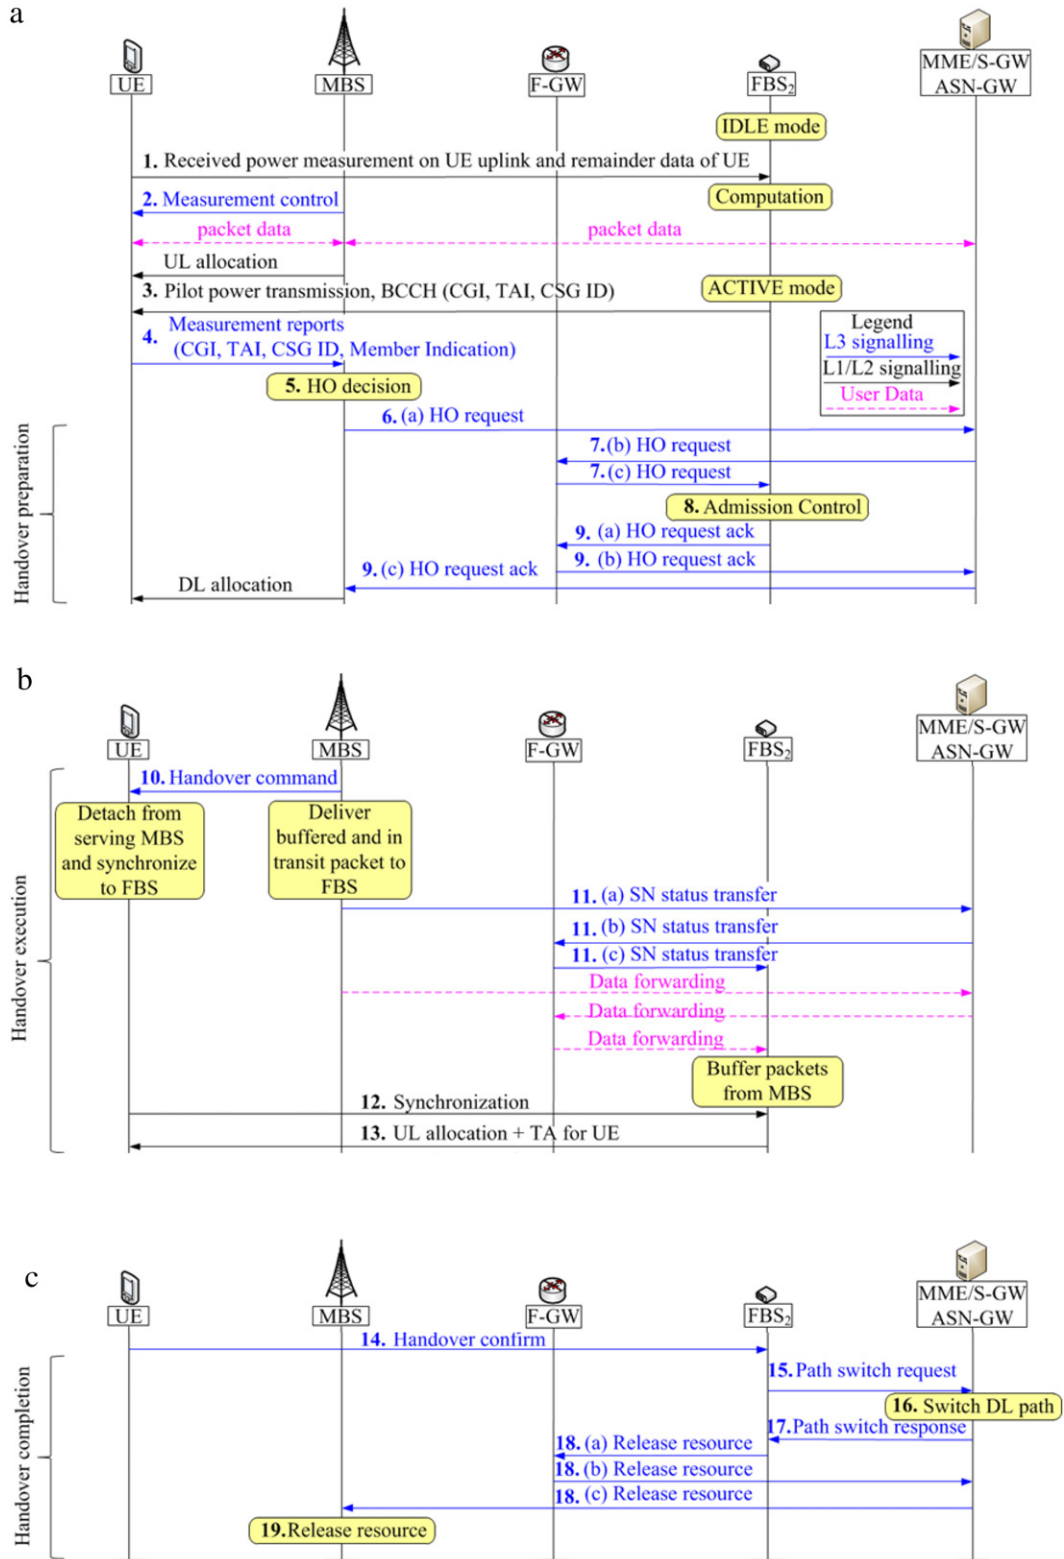 a
UE
MBS
F-GW
FBS2
MME/S-GW
ASN-GW
IDLE mode
1. Received power measurement on UE uplink and remainder data of UE
Computation
2. Measurement control
packet data
packet data
UL allocation
3. Pilot power transmission, BCCH (CGI, TAI, CSG ID)
ACTIVE mode
4. Measurement reports
(CGI, TAI, CSG ID, Member Indication)
Legend
L3 signalling
L1/L2 signalling
User Data
5. HO decision
6. (a) HO request
7.(b) HO request
7.(c) HO request
8. Admission Control
9. (a) HO request ack
9. (b) HO request ack
9. (c) HO request ack
DL allocation
Handover preparation
b
UE
MBS
F-GW
FBS2
MME/S-GW
ASN-GW
10. Handover command
Detach from
serving MBS
and synchronize
to FBS
Deliver
buffered and in
transit packet to
FBS
11. (a) SN status transfer
11. (b) SN status transfer
11. (c) SN status transfer
Data forwarding
Data forwarding
Data forwarding
Buffer packets
from MBS
12. Synchronization
13. UL allocation + TA for UE
Handover execution
c
UE
MBS
F-GW
FBS2
MME/S-GW
ASN-GW
14. Handover confirm
15. Path switch request
16. Switch DL path
17. Path switch response
18. (a) Release resource
18. (b) Release resource
18. (c) Release resource
19. Release resource
Handover completion